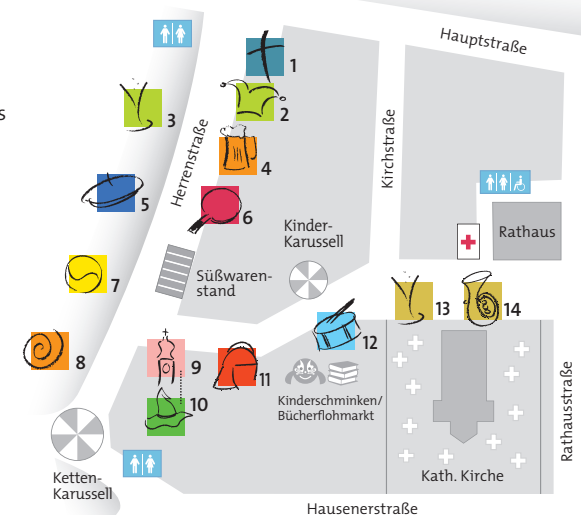 Hauptstraße
1
3
2
s
Herrenstraße
Kirchstraße
4
5
6
Rathaus
Kinder-
Karussell
7
Süßwaren-
stand
13
14
8
12
9
11
10
Kinderschminken/
Bücherflohmarkt
Rathausstraße
Ketten-
Karussell
Kath. Kirche
Hausenerstraße